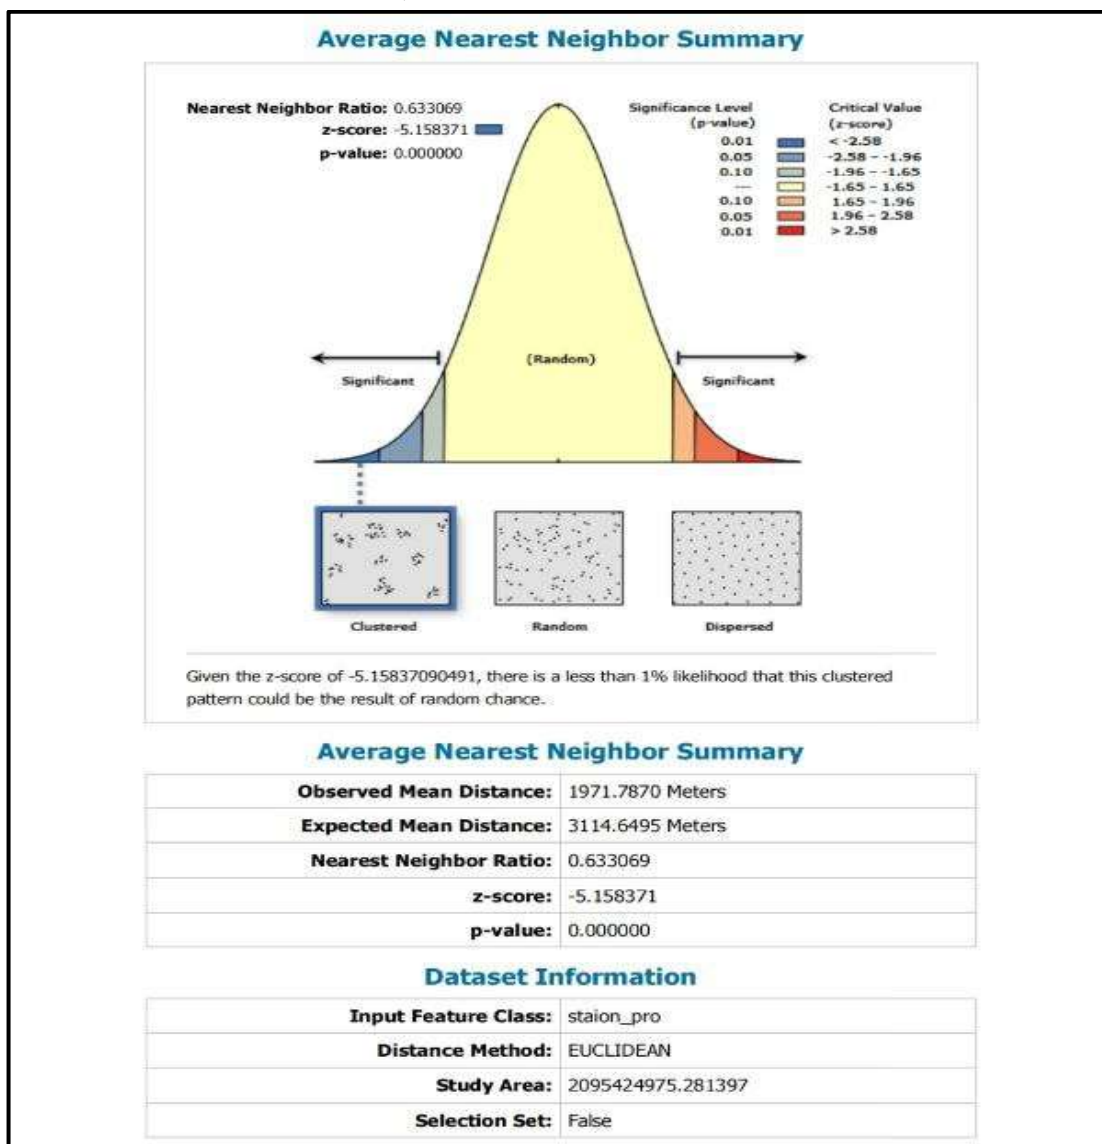 Average Nearest Neighbor Summary
Nearest Neighbor Ratio: 0.633069
z-score: -5.158371
p-value: 0.000000
Significance Level
(p-value)
Critical Value
(z-score)
0.01 < -2.58
0.05 -2.58 - -1.96
0.10 -1.96 - -1.65
--- -1.65 - 1.65
0.10 1.65 - 1.96
0.05 1.96 - 2.58
0.01 > 2.58
(Random)
Significant
Significant
Clustered
Random
Dispersed
Given the z-score of -5.15837090491, there is a less than 1% likelihood that this clustered
pattern could be the result of random chance.
Average Nearest Neighbor Summary
Observed Mean Distance: 1971.7870 Meters
Expected Mean Distance: 3114.6495 Meters
Nearest Neighbor Ratio: 0.633069
z-score: -5.158371
p-value: 0.000000
Dataset Information
Input Feature Class: staion_pro
Distance Method: EUCLIDEAN
Study Area: 2095424975.281397
Selection Set: False